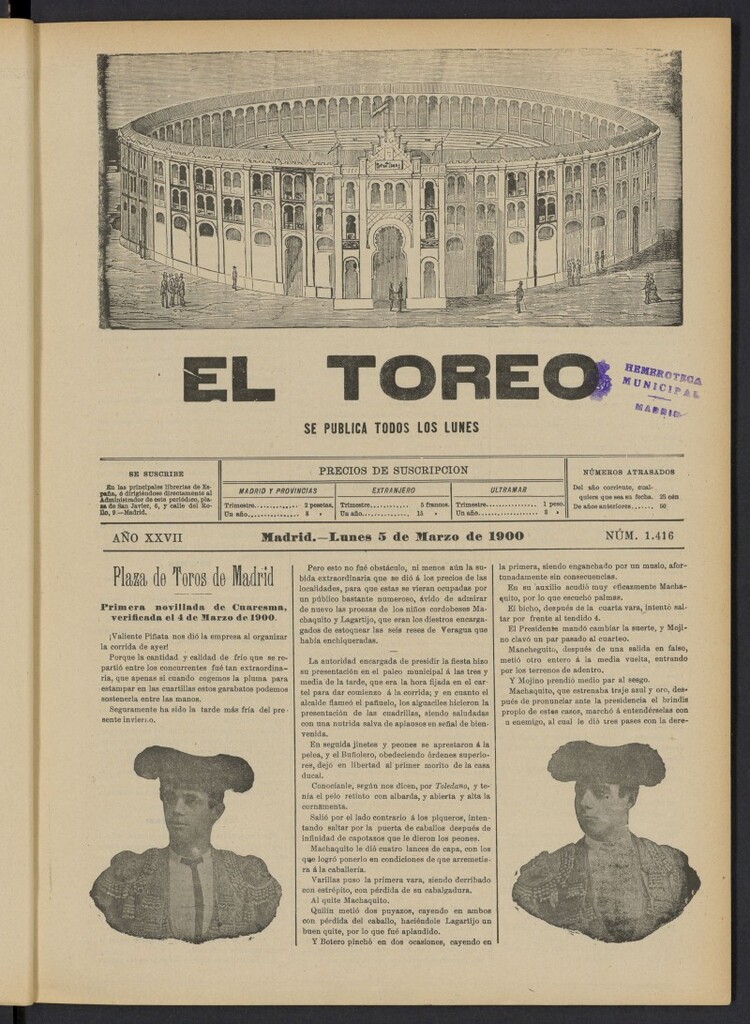 EL TOREO
HEMEROTECA
MUNICIPAL
MADRID
SE PUBLICA TODOS LOS LUNES
SE SUSCRIBE
En las principales librerías de Es-
paña, ó dirigiéndose directamente al
Administrador de este periódico, pla-
za de San Javier, 6, y calle del Ro-
llo, 9.—Madrid.
PRECIOS DE SUSCRIPCION
MADRID Y PROVINCIAS
Trimestre............. 2 pesetas,
Un año................. 8 »
EXTRANJERO
Trimestre............ 5 francos.
Un año............... 15 »
ULTRAMAR
Trimestre................ 1 peso.
Un año.................... 3 »
NÚMEROS ATRASADOS
Del año corriente, cual-
quiera que sea su fecha. 25 cén
De años anteriores...... 50
AÑO XXVII
Madrid.—Lunes 5 de Marzo de 1900
NÚM. 1.416
Plaza de Toros de Madrid
Primera novillada de Cuaresma,
verificada el 4 de Marzo de 1900.
¡Valiente Piñata nos dió la empresa al organizar
la corrida de ayer!
Porque la cantidad y calidad de frío que se re-
partió entre los concurrentes fué tan extraordina-
ria, que apenas si cuando cogemos la pluma para
estampar en las cuartillas estos garabatos podemos
sostenerla entre las manos.
Seguramente ha sido la tarde más fría del pre-
sente invierno.
Pero esto no fué obstáculo, ni menos aún la su-
bida extraordinaria que se dió á los precios de las
localidades, para que estas se vieran ocupadas por
un público bastante numeroso, ávido de admirar
de nuevo las proezas de los niños cordobeses Ma-
chaquito y Lagartijo, que eran los diestros encar-
gados de estoquear las seis reses de Veragua que
había enchiqueradas.
La autoridad encargada de presidir la fiesta hizo
su presentación en el palco municipal á las tres y
media de la tarde, que era la hora fijada en el car-
tel para dar comienzo á la corrida; y en cuanto el
alcalde flameó el pañuelo, los alguaciles hicieron la
presentación de las cuadrillas, siendo saludadas
con una nutrida salva de aplausos en señal de bien-
venida.
En seguida jinetes y peones se aprestaron á la
pelea, y el Buñolero, obedeciendo órdenes superio-
res, dejó en libertad al primer morito de la casa
ducal.
Conocíanle, según nos dicen, por Toledano, y te-
nía el pelo retinto con albarda, y abierta y alta la
cornamenta.
Salió por el lado contrario á los piqueros, inten-
tando saltar por la puerta de caballos después de
infinidad de capotazos que le dieron los peones.
Machaquito le dió cuatro lances de capa, con los
que logró ponerlo en condiciones de que arremetie-
ra á la caballería.
Varillas puso la primera vara, siendo derribado
con estrépito, con pérdida de su cabalgadura.
Al quite Machaquito.
Quilín metió dos puyazos, cayendo en ambos
con pérdida del caballo, haciéndole Lagartijo un
buen quite, por lo que fué aplaudido.
Y Botero pinchó en dos ocasiones, cayendo en
la primera, siendo enganchado por un muslo, afor-
tunadamente sin consecuencias.
En su auxilio acudió muy eficazmente Macha-
quito, por lo que escuchó palmas.
El bicho, después de la cuarta vara, intentó sal-
tar por frente al tendido 4.
El Presidente mandó cambiar la suerte, y Moji-
no clavó un par pasado al cuarteo.
Mancheguito, después de una salida en falso,
metió otro entero á la media vuelta, entrando
por los terrenos de adentro,
Y Mojino prendió medio par al sesgo.
Machaquito, que estrenaba traje azul y oro, des-
pués de pronunciar ante la presidencia el brindis
propio de estos casos, marchó á entendérselas con
u enemigo, al cual le dió tres pases con la dere-